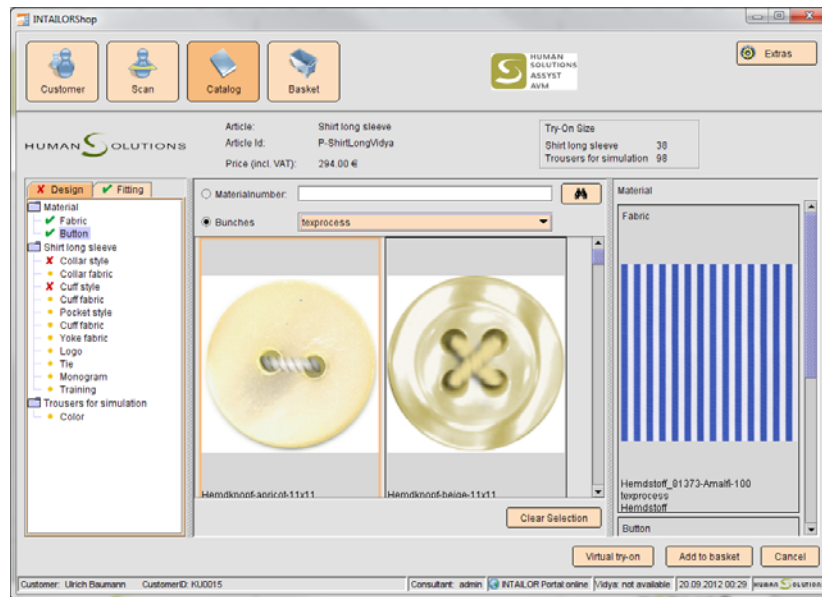 INTAILORShop
Customer
Scan
Catalog
Basket
HUMAN
SOLUTIONS
ASSYST
AVM
Extras
HUMAN SOLUTIONS
Article: Shirt long sleeve
Article Id: P-ShirtLongVidya
Price (incl. VAT): 294.00 €
Try-On Size
Shirt long sleeve 38
Trousers for simulation 98
Design
Fitting
Material
Fabric
Button
Shirt long sleeve
Collar style
Collar fabric
Cuff style
Cuff fabric
Pocket style
Cuff fabric
Yoke fabric
Logo
Tie
Monogram
Training
Trousers for simulation
Color
Materialnumber:
Bunches texprocess
Hemdknopf-apricot-11x11
Hemdknopf-beige-11x11
Clear Selection
Material
Fabric
Hemdstoff_81373-Amalfi-100
texprocess
Hemdstoff
Button
Virtual try-on
Add to basket
Cancel
Customer: Ulrich Baumann CustomerID: KU0015
Consultant: admin
INTAILOR Portal online
Vidya: not available
20.09.2012 00:29
HUMAN SOLUTION